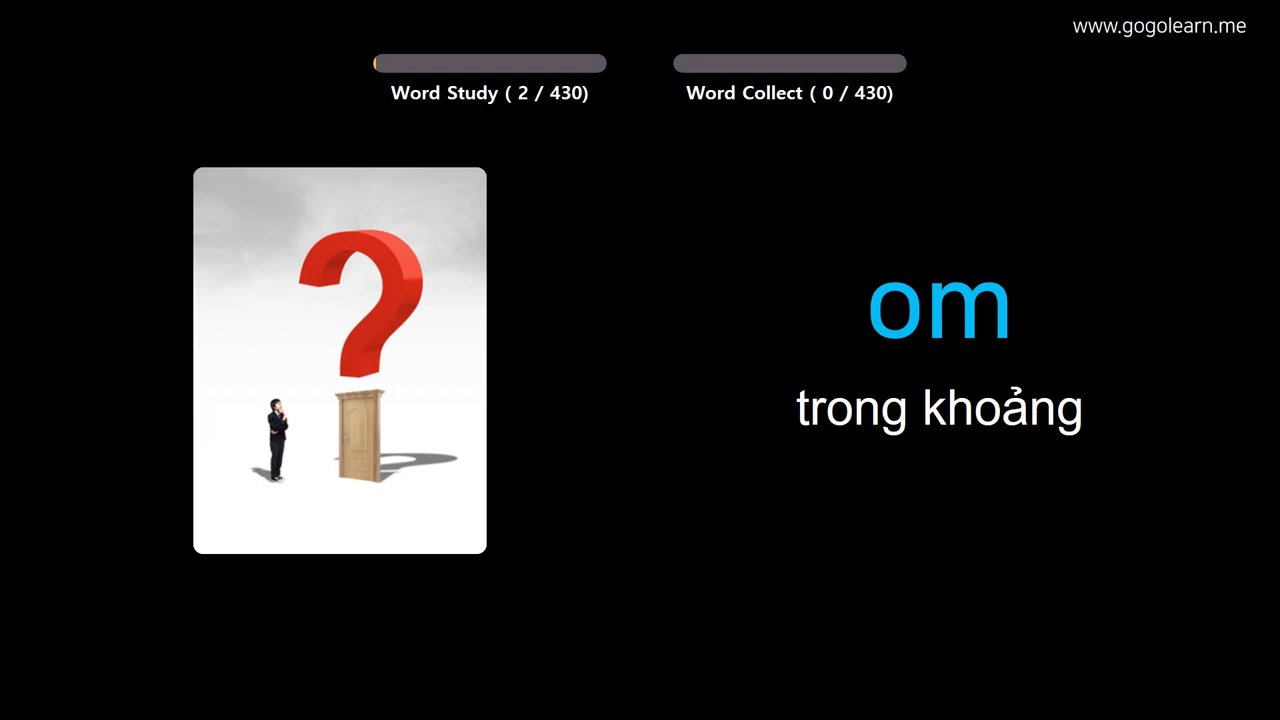 www.gogolearn.me
Word Study ( 2 / 430)
Word Collect ( 0 / 430)
om
trong khoảng